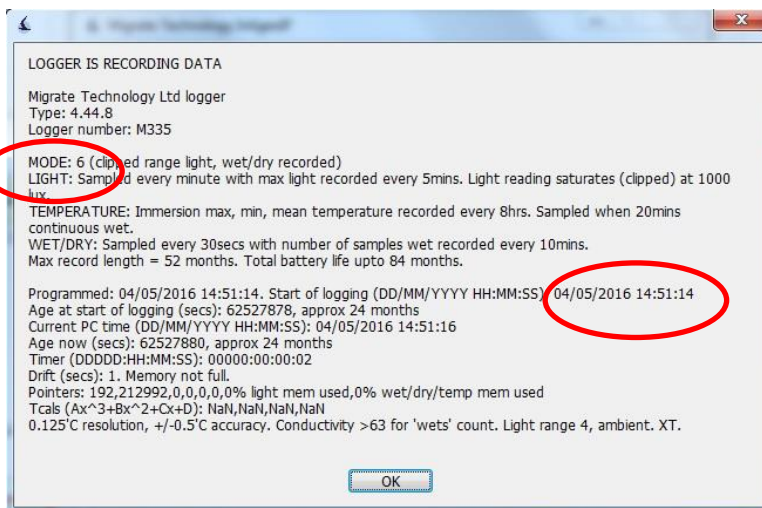 LOGGER IS RECORDING DATA
Migrate Technology Ltd logger
Type: 4.44.8
Logger number: M335
MODE: 6 (clipped range light, wet/dry recorded)
LIGHT: Sampled every minute with max light recorded every 5mins. Light reading saturates (clipped) at 1000
lux.
TEMPERATURE: Immersion max, min, mean temperature recorded every 8hrs. Sampled when 20mins
continuous wet.
WET/DRY: Sampled every 30secs with number of samples wet recorded every 10mins.
Max record length = 52 months. Total battery life upto 84 months.
Programmed: 04/05/2016 14:51:14. Start of logging (DD/MM/YYYY HH:MM:SS): 04/05/2016 14:51:14
Age at start of logging (secs): 62527878, approx 24 months
Current PC time (DD/MM/YYYY HH:MM:SS): 04/05/2016 14:51:16
Age now (secs): 62527880, approx 24 months
Timer (DDDDD:HH:MM:SS): 00000:00:00:02
Drift (secs): 1. Memory not full.
Pointers: 192,212992,0,0,0,0,0% light mem used,0% wet/dry/temp mem used
Tcals (Ax^3+Bx^2+Cx+D): NaN,NaN,NaN,NaN
0.125'C resolution, +/-0.5'C accuracy. Conductivity >63 for 'wets' count. Light range 4, ambient. XT.
OK